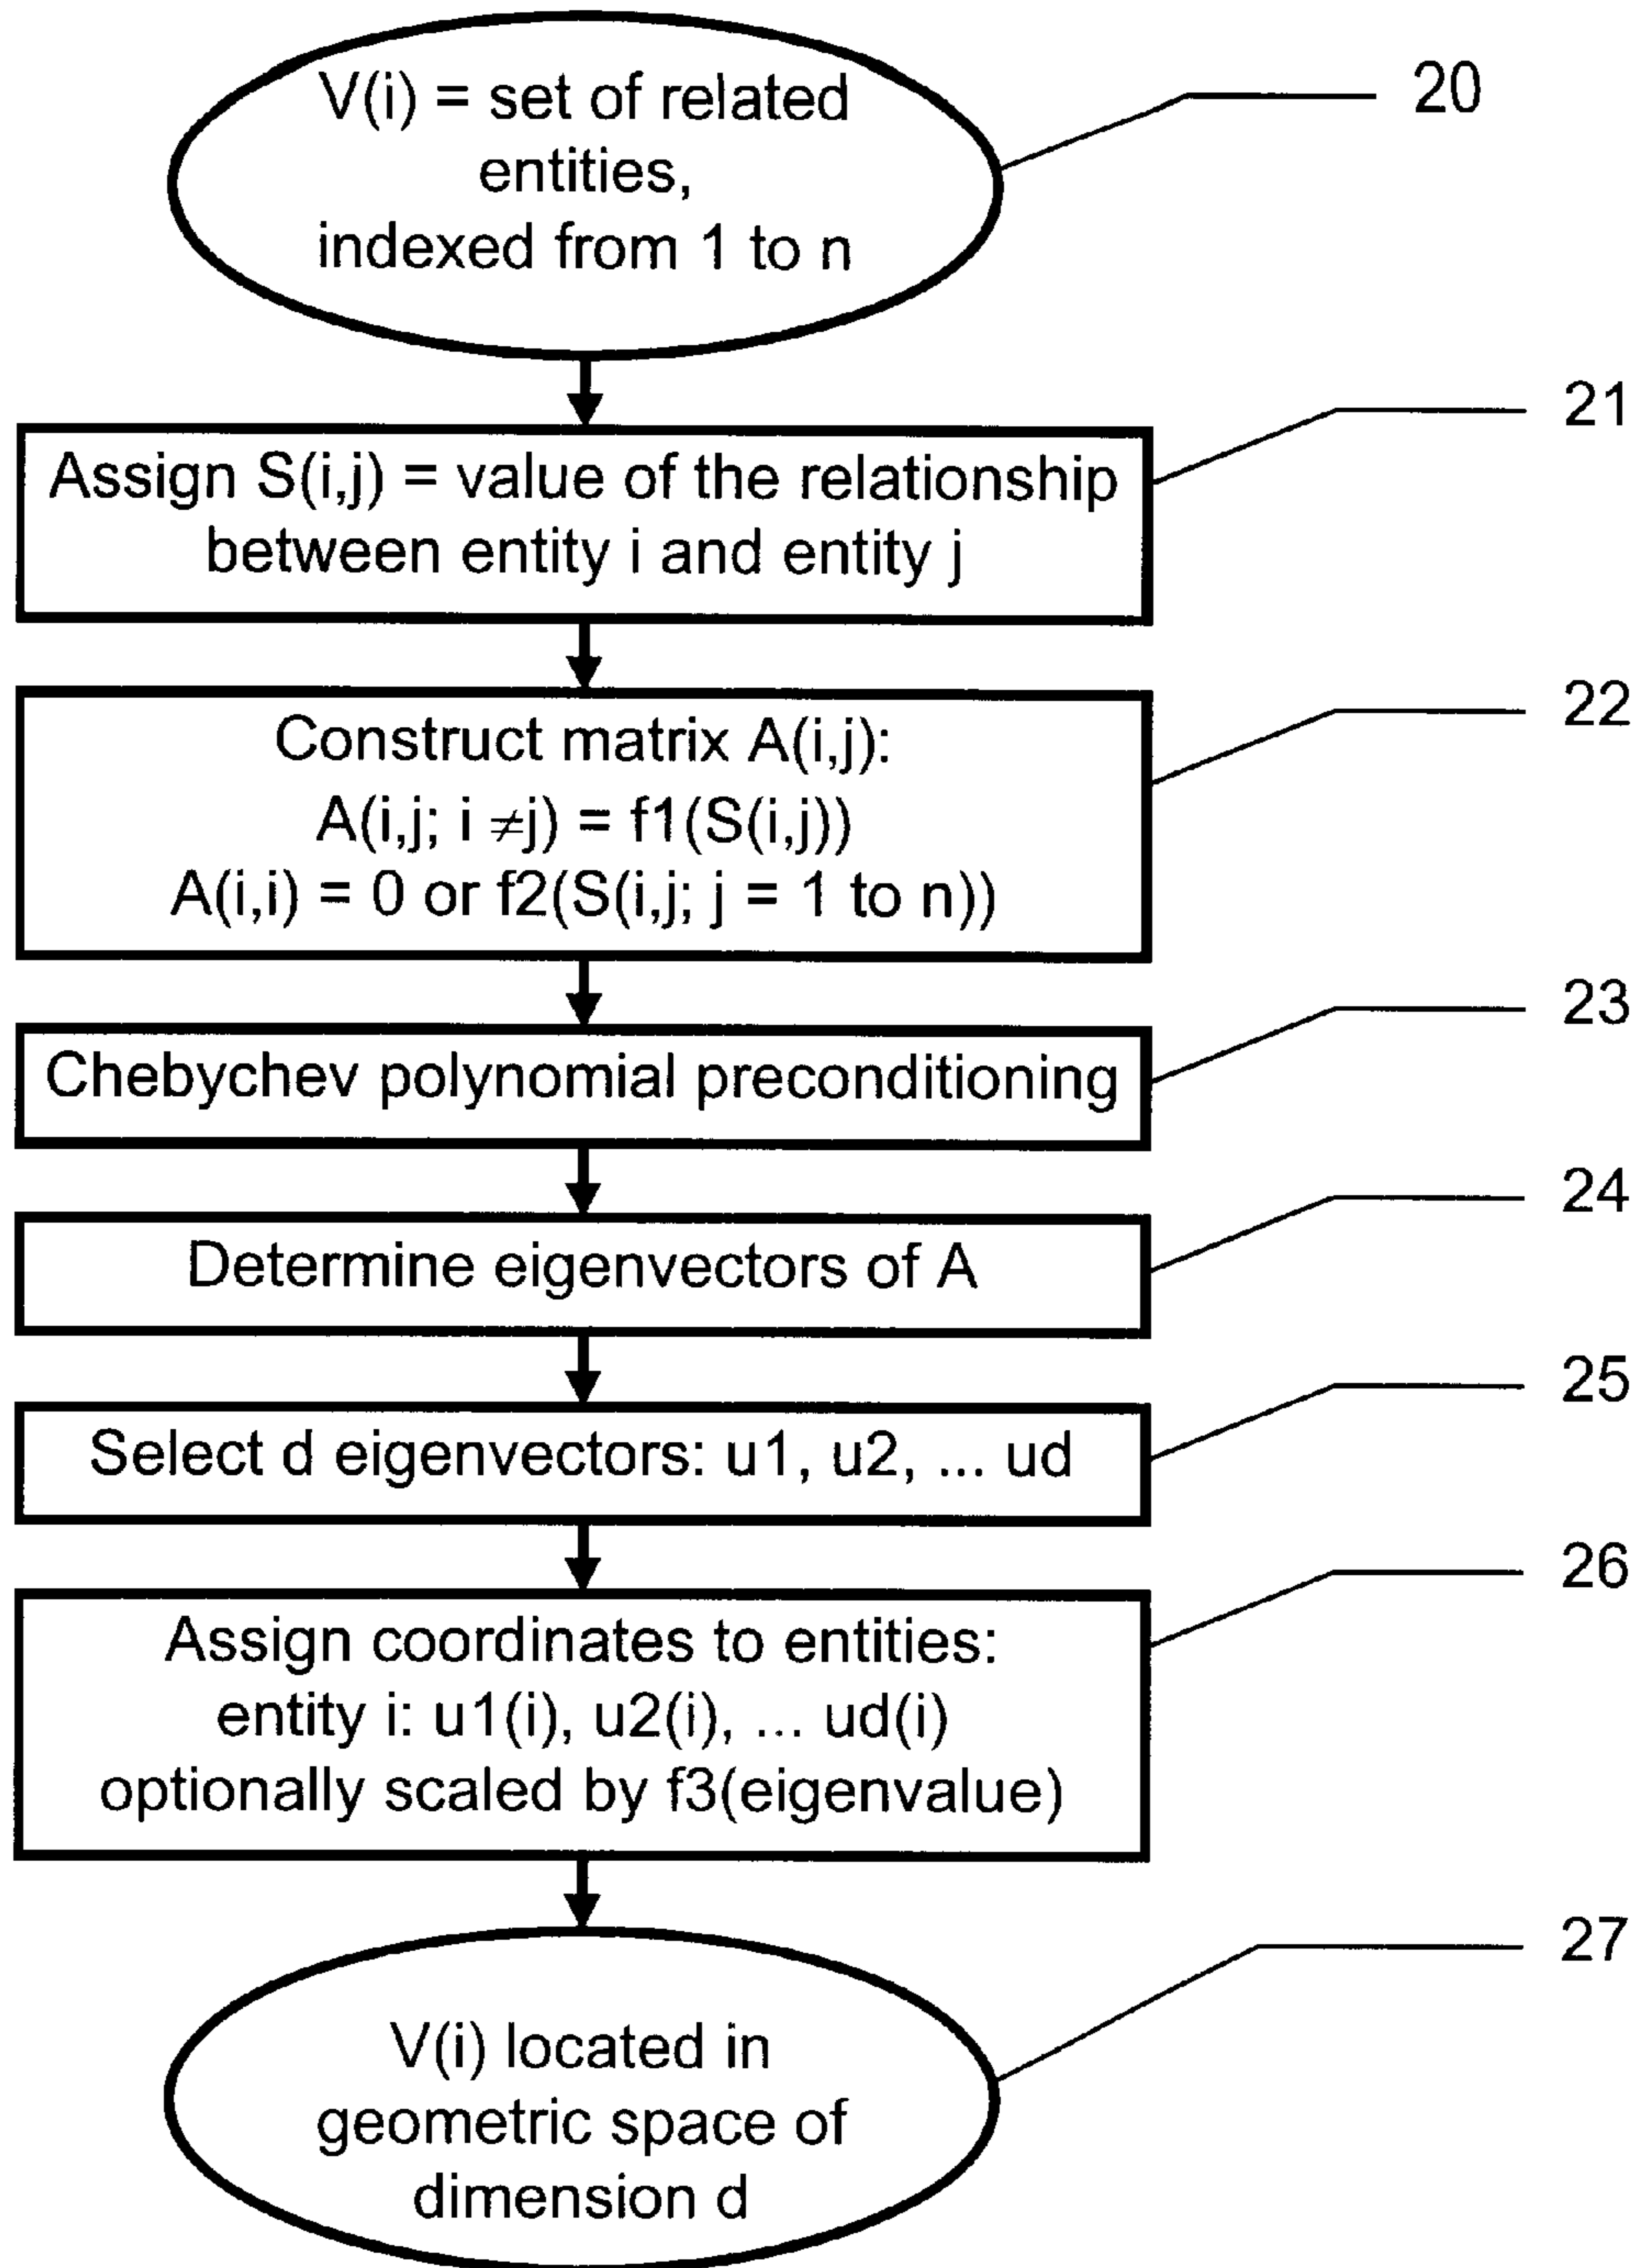 V(i) = set of related
entities,
indexed from 1 to n
20
Assign S(i,j) = value of the relationship
between entity i and entity j
21
Construct matrix A(i,j):
A(i,j; i ≠j) = f1(S(i,j))
A(i,i) = 0 or f2(S(i,j; j = 1 to n))
22
Chebychev polynomial preconditioning
23
Determine eigenvectors of A
24
Select d eigenvectors: u1, u2, ... ud
25
Assign coordinates to entities:
entity i: u1(i), u2(i), ... ud(i)
optionally scaled by f3(eigenvalue)
26
V(i) located in
geometric space of
dimension d
27